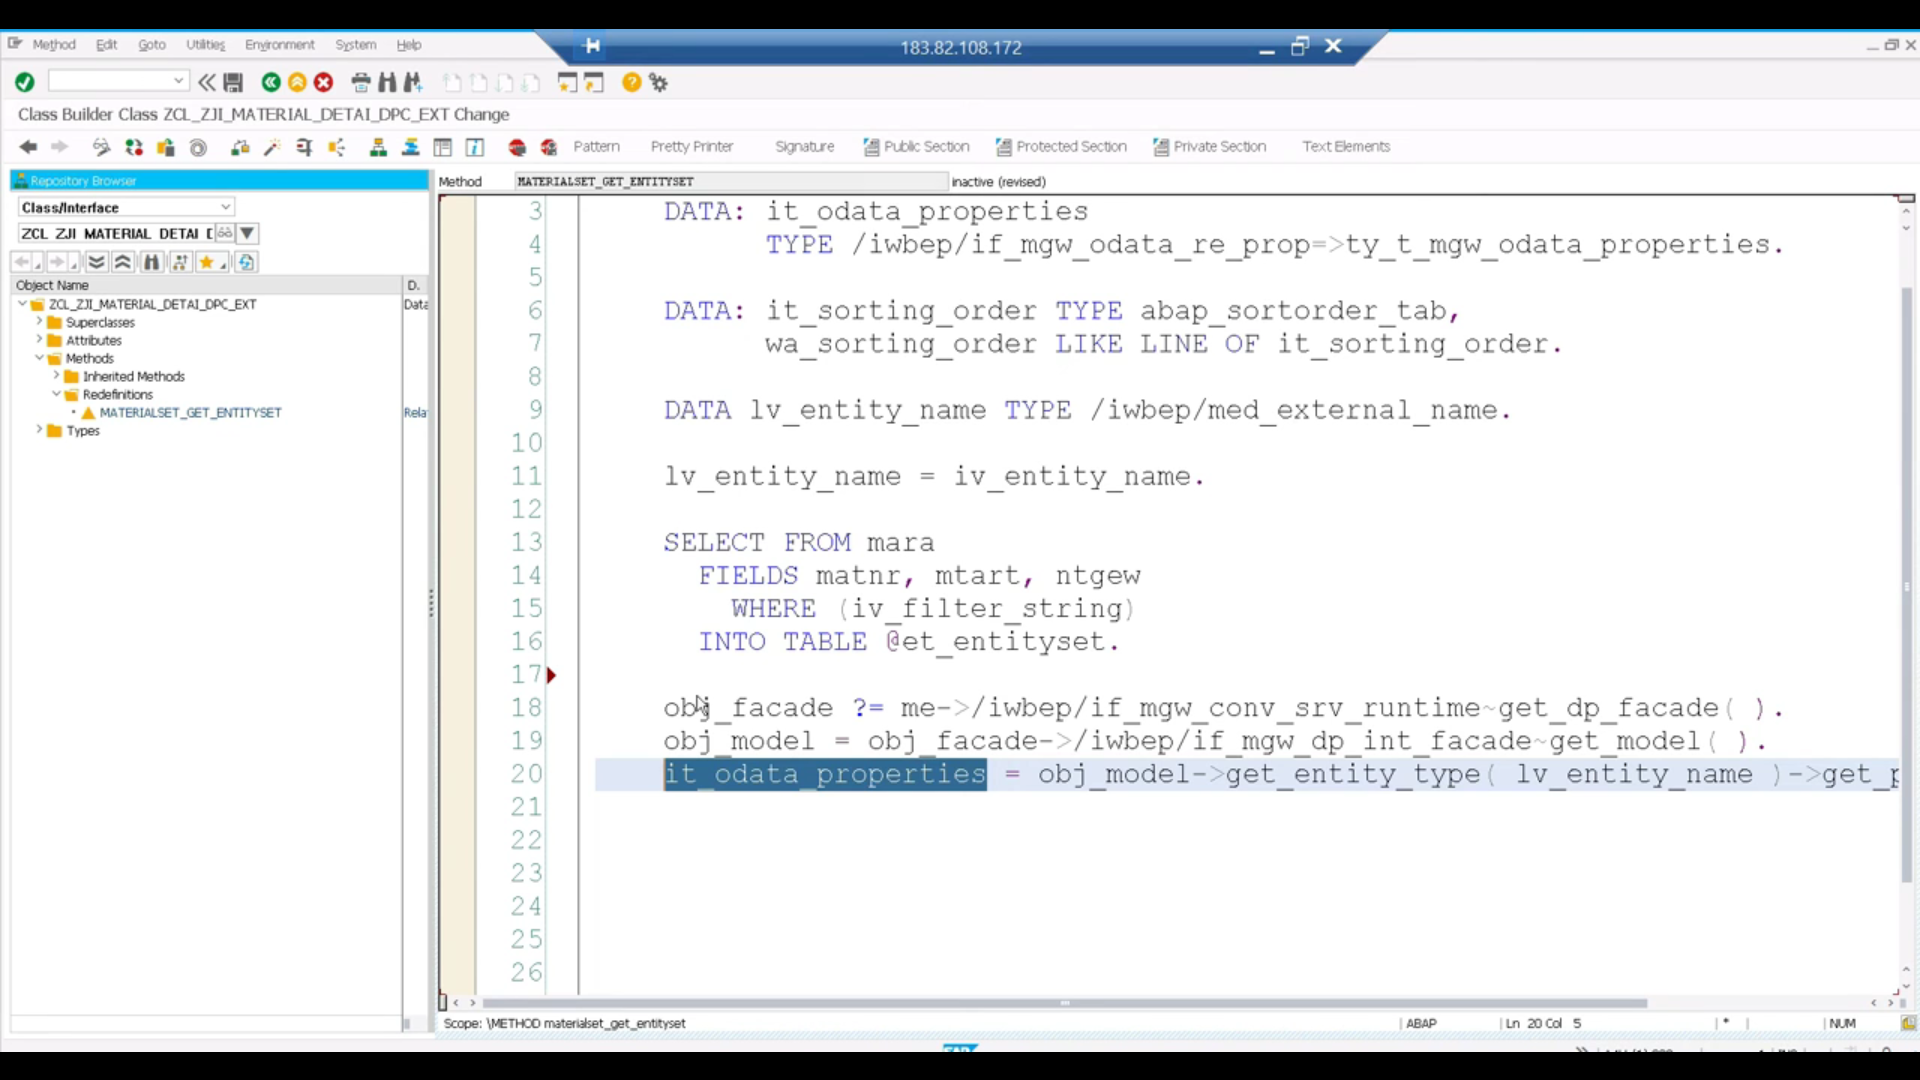 Method Edit Goto Utilities Environment System Help
183.82.108.172
Class Builder Class ZCL_ZJI_MATERIAL_DETAI_DPC_EXT Change
Pattern Pretty Printer Signature Public Section Protected Section Private Section Text Elements
Repository Browser
Method MATERIALSET_GET_ENTITYSET inactive (revised)
Class/Interface
ZCL ZJI MATERIAL DETAI
Object Name D.
ZCL_ZJI_MATERIAL_DETAI_DPC_EXT Data
Superclasses
Attributes
Methods
Inherited Methods
Redefinitions
MATERIALSET_GET_ENTITYSET Rela
Types
3 DATA: it_odata_properties
4 TYPE /iwbep/if_mgw_odata_re_prop=>ty_t_mgw_odata_properties.
5
6 DATA: it_sorting_order TYPE abap_sortorder_tab,
7 wa_sorting_order LIKE LINE OF it_sorting_order.
8
9 DATA lv_entity_name TYPE /iwbep/med_external_name.
10
11 lv_entity_name = iv_entity_name.
12
13 SELECT FROM mara
14 FIELDS matnr, mtart, ntgew
15 WHERE (iv_filter_string)
16 INTO TABLE @et_entityset.
17
18 obj_facade ?= me->/iwbep/if_mgw_conv_srv_runtime~get_dp_facade( ).
19 obj_model = obj_facade->/iwbep/if_mgw_dp_int_facade~get_model( ).
20 it_odata_properties = obj_model->get_entity_type( lv_entity_name )->get_p
21
22
23
24
25
26
Scope: \METHOD materialset_get_entityset ABAP Ln 20 Col 5 * NUM
SAP